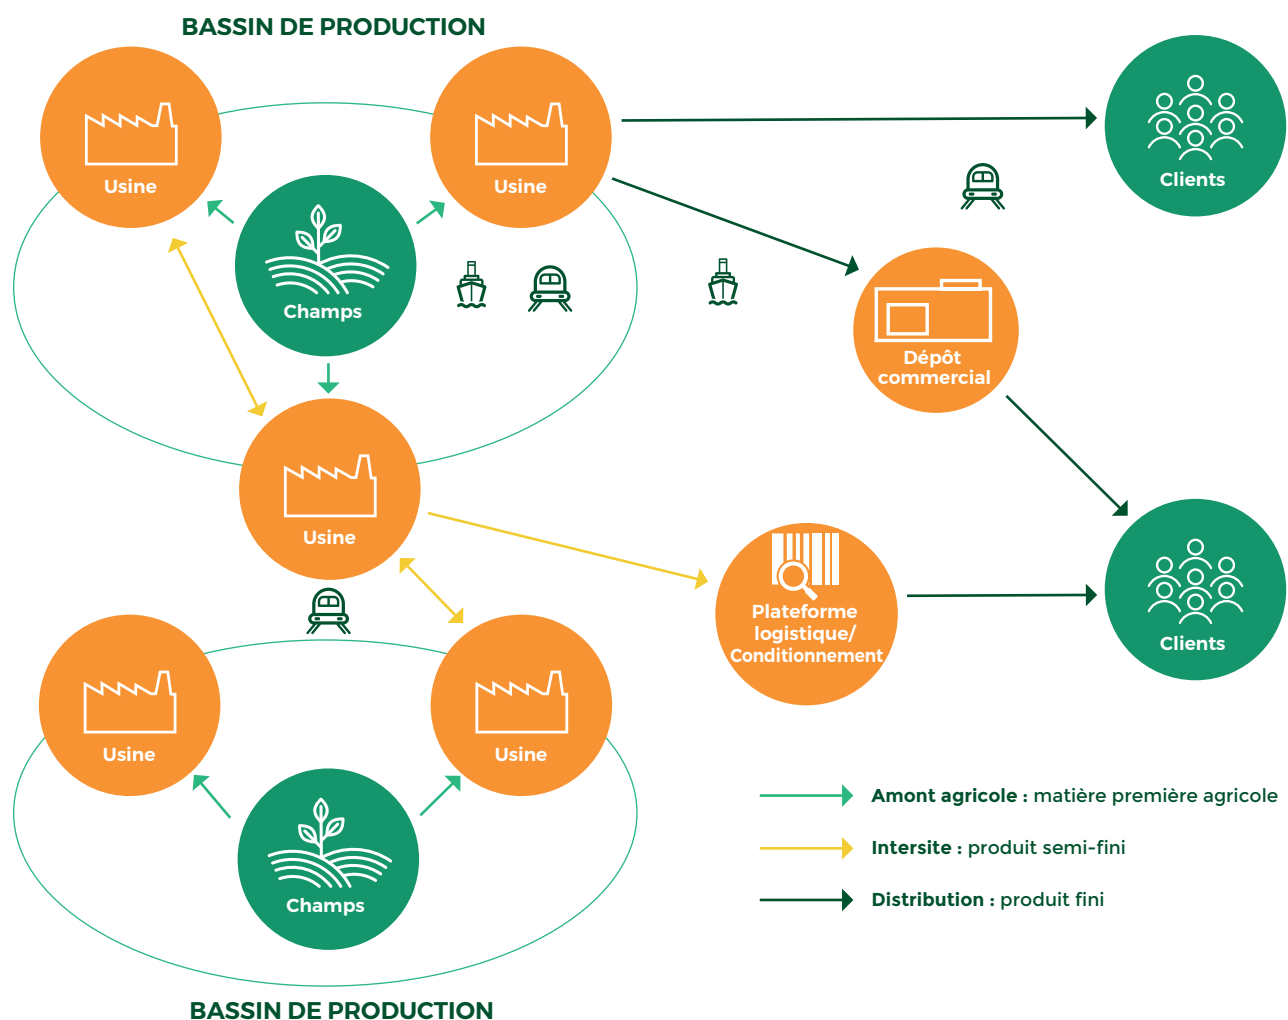 BASSIN DE PRODUCTION
Usine
Usine
Clients
Champs
Dépôt
commercial
Usine
Plateforme
logistique/
Conditionnement
Clients
Usine
Usine
Champs
Amont agricole : matière première agricole
Intersite : produit semi-fini
Distribution : produit fini
BASSIN DE PRODUCTION